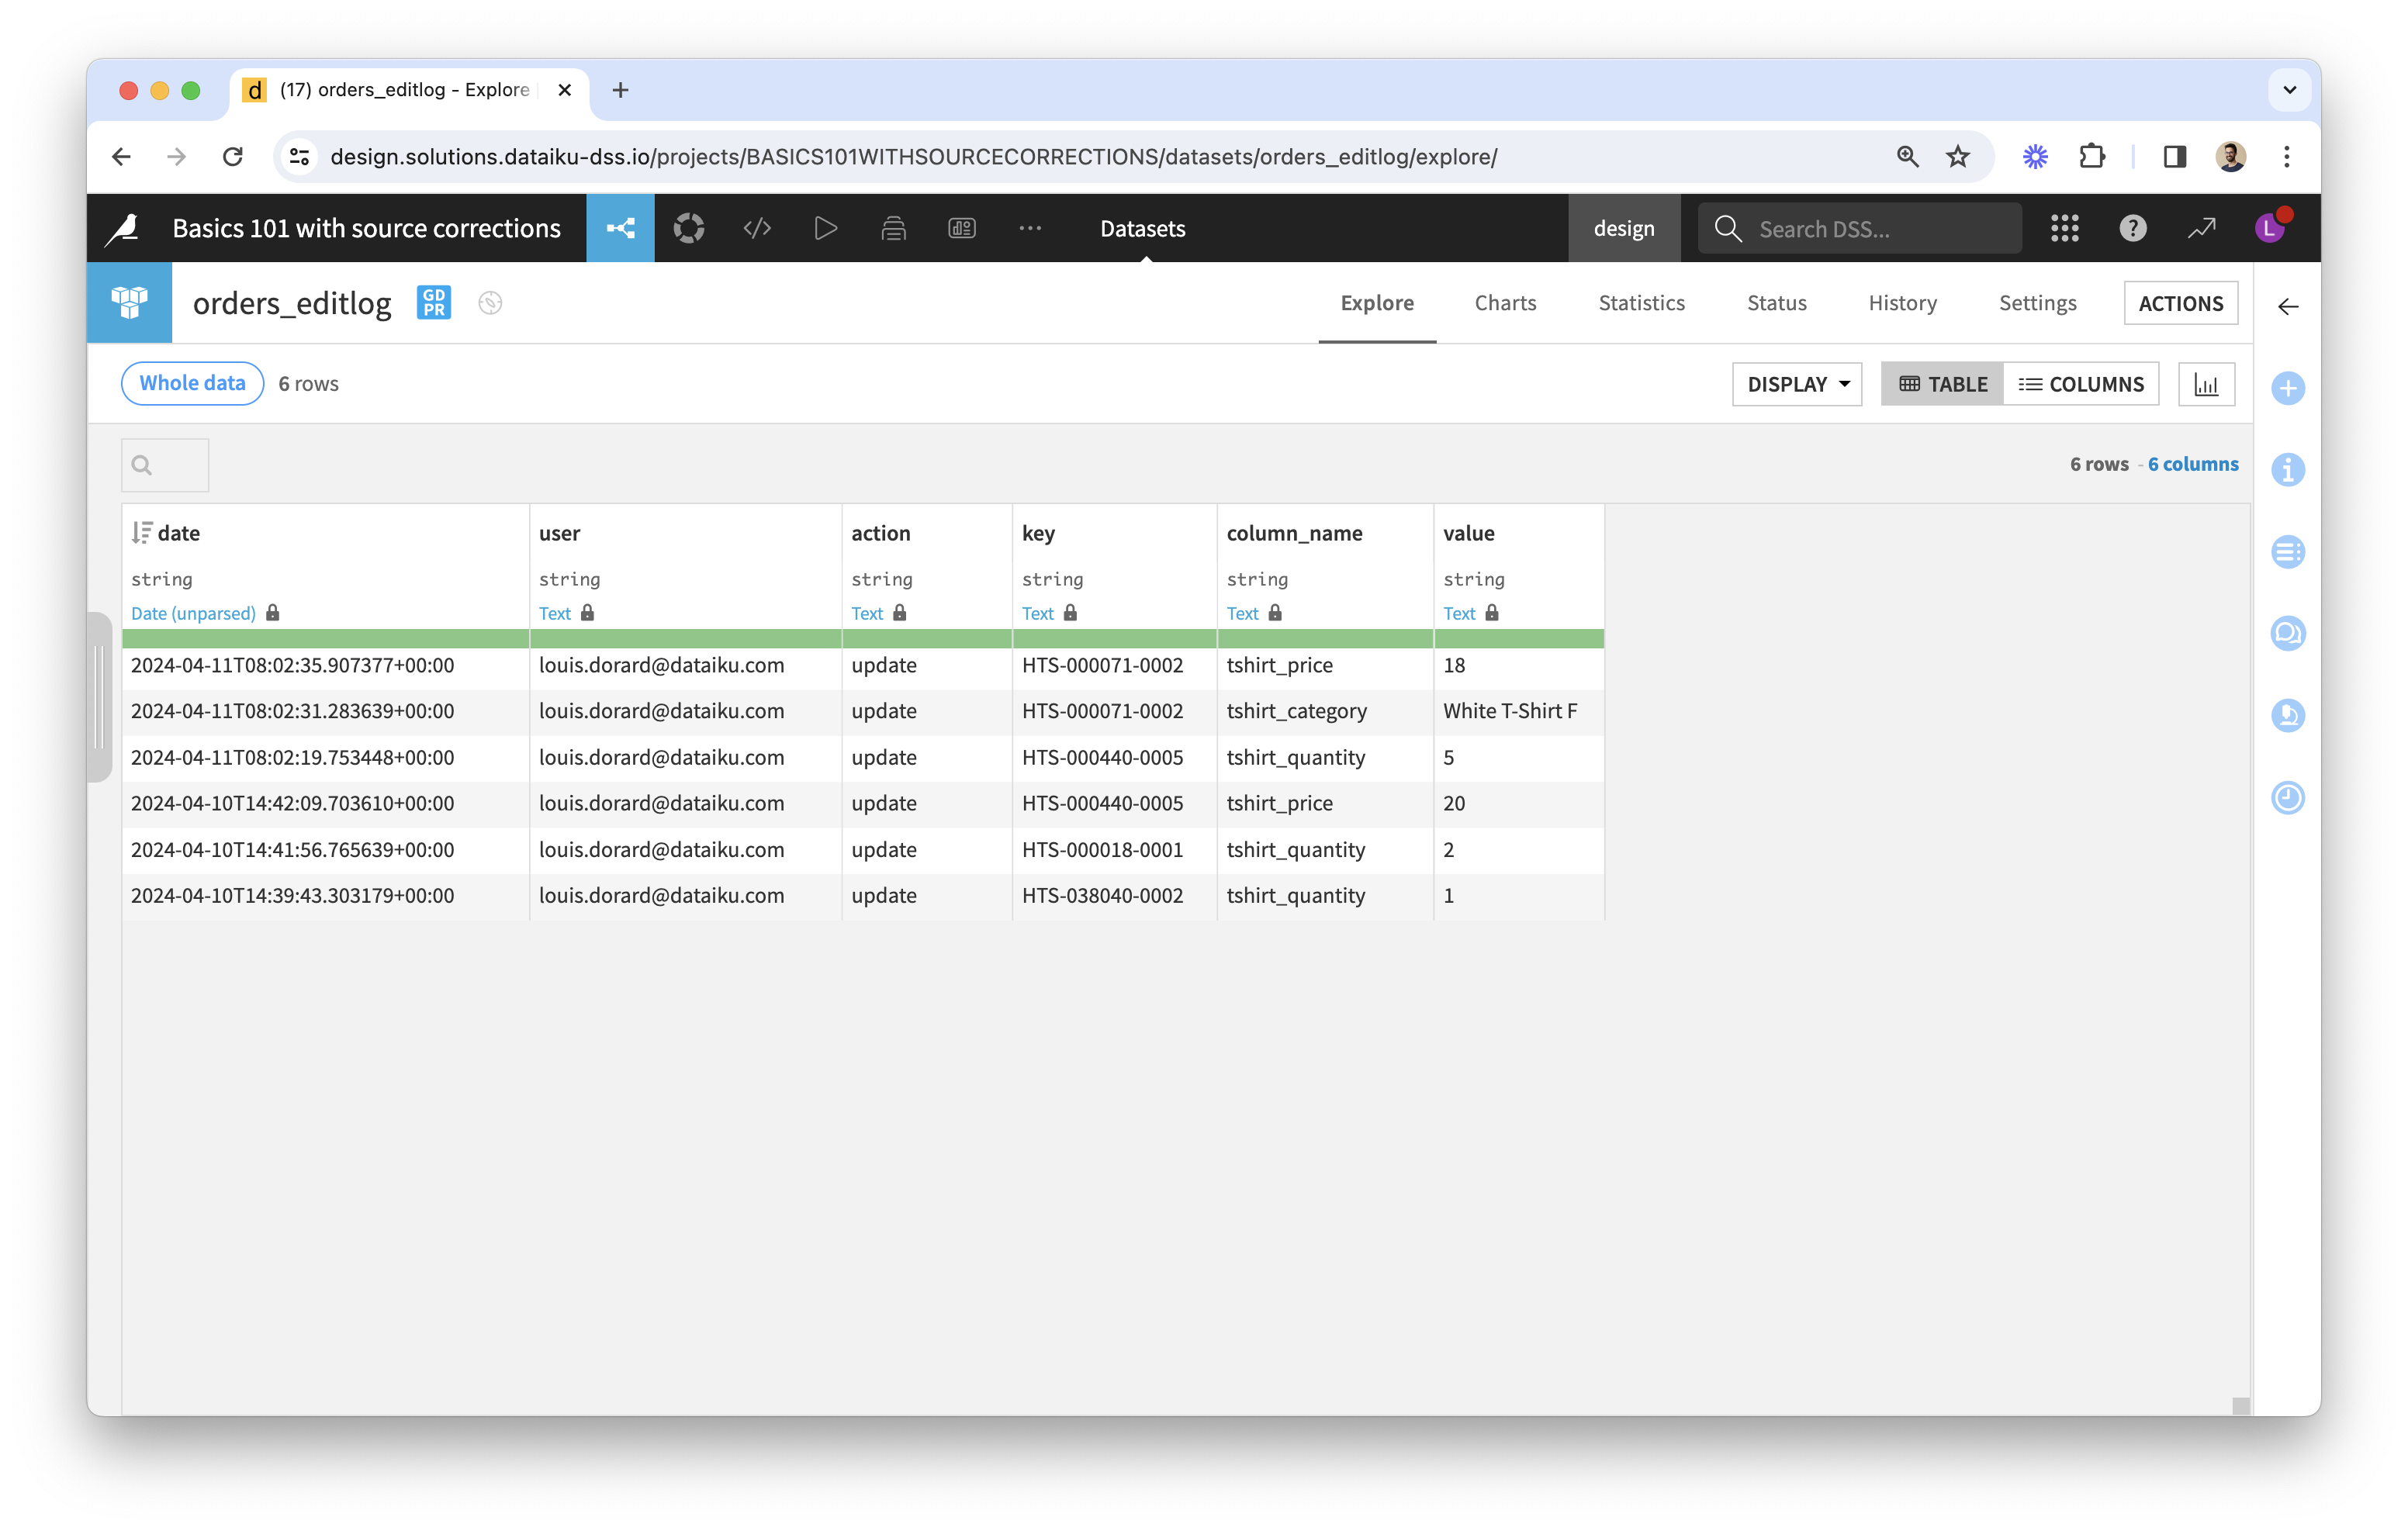 d (17) orders_editlog - Explore
design.solutions.dataiku-dss.io/projects/BASICS101WITHSOURCECORRECTIONS/datasets/orders_editlog/explore/
Basics 101 with source corrections Datasets design Search DSS... ? L
orders_editlog GDPR Explore Charts Statistics Status History Settings ACTIONS
Whole data 6 rows DISPLAY TABLE COLUMNS
6 rows - 6 columns
date user action key column_name value
string string string string string string
Date (unparsed) Text Text Text Text Text
2024-04-11T08:02:35.907377+00:00 louis.dorard@dataiku.com update HTS-000071-0002 tshirt_price 18
2024-04-11T08:02:31.283639+00:00 louis.dorard@dataiku.com update HTS-000071-0002 tshirt_category White T-Shirt F
2024-04-11T08:02:19.753448+00:00 louis.dorard@dataiku.com update HTS-000440-0005 tshirt_quantity 5
2024-04-10T14:42:09.703610+00:00 louis.dorard@dataiku.com update HTS-000440-0005 tshirt_price 20
2024-04-10T14:41:56.765639+00:00 louis.dorard@dataiku.com update HTS-000018-0001 tshirt_quantity 2
2024-04-10T14:39:43.303179+00:00 louis.dorard@dataiku.com update HTS-038040-0002 tshirt_quantity 1